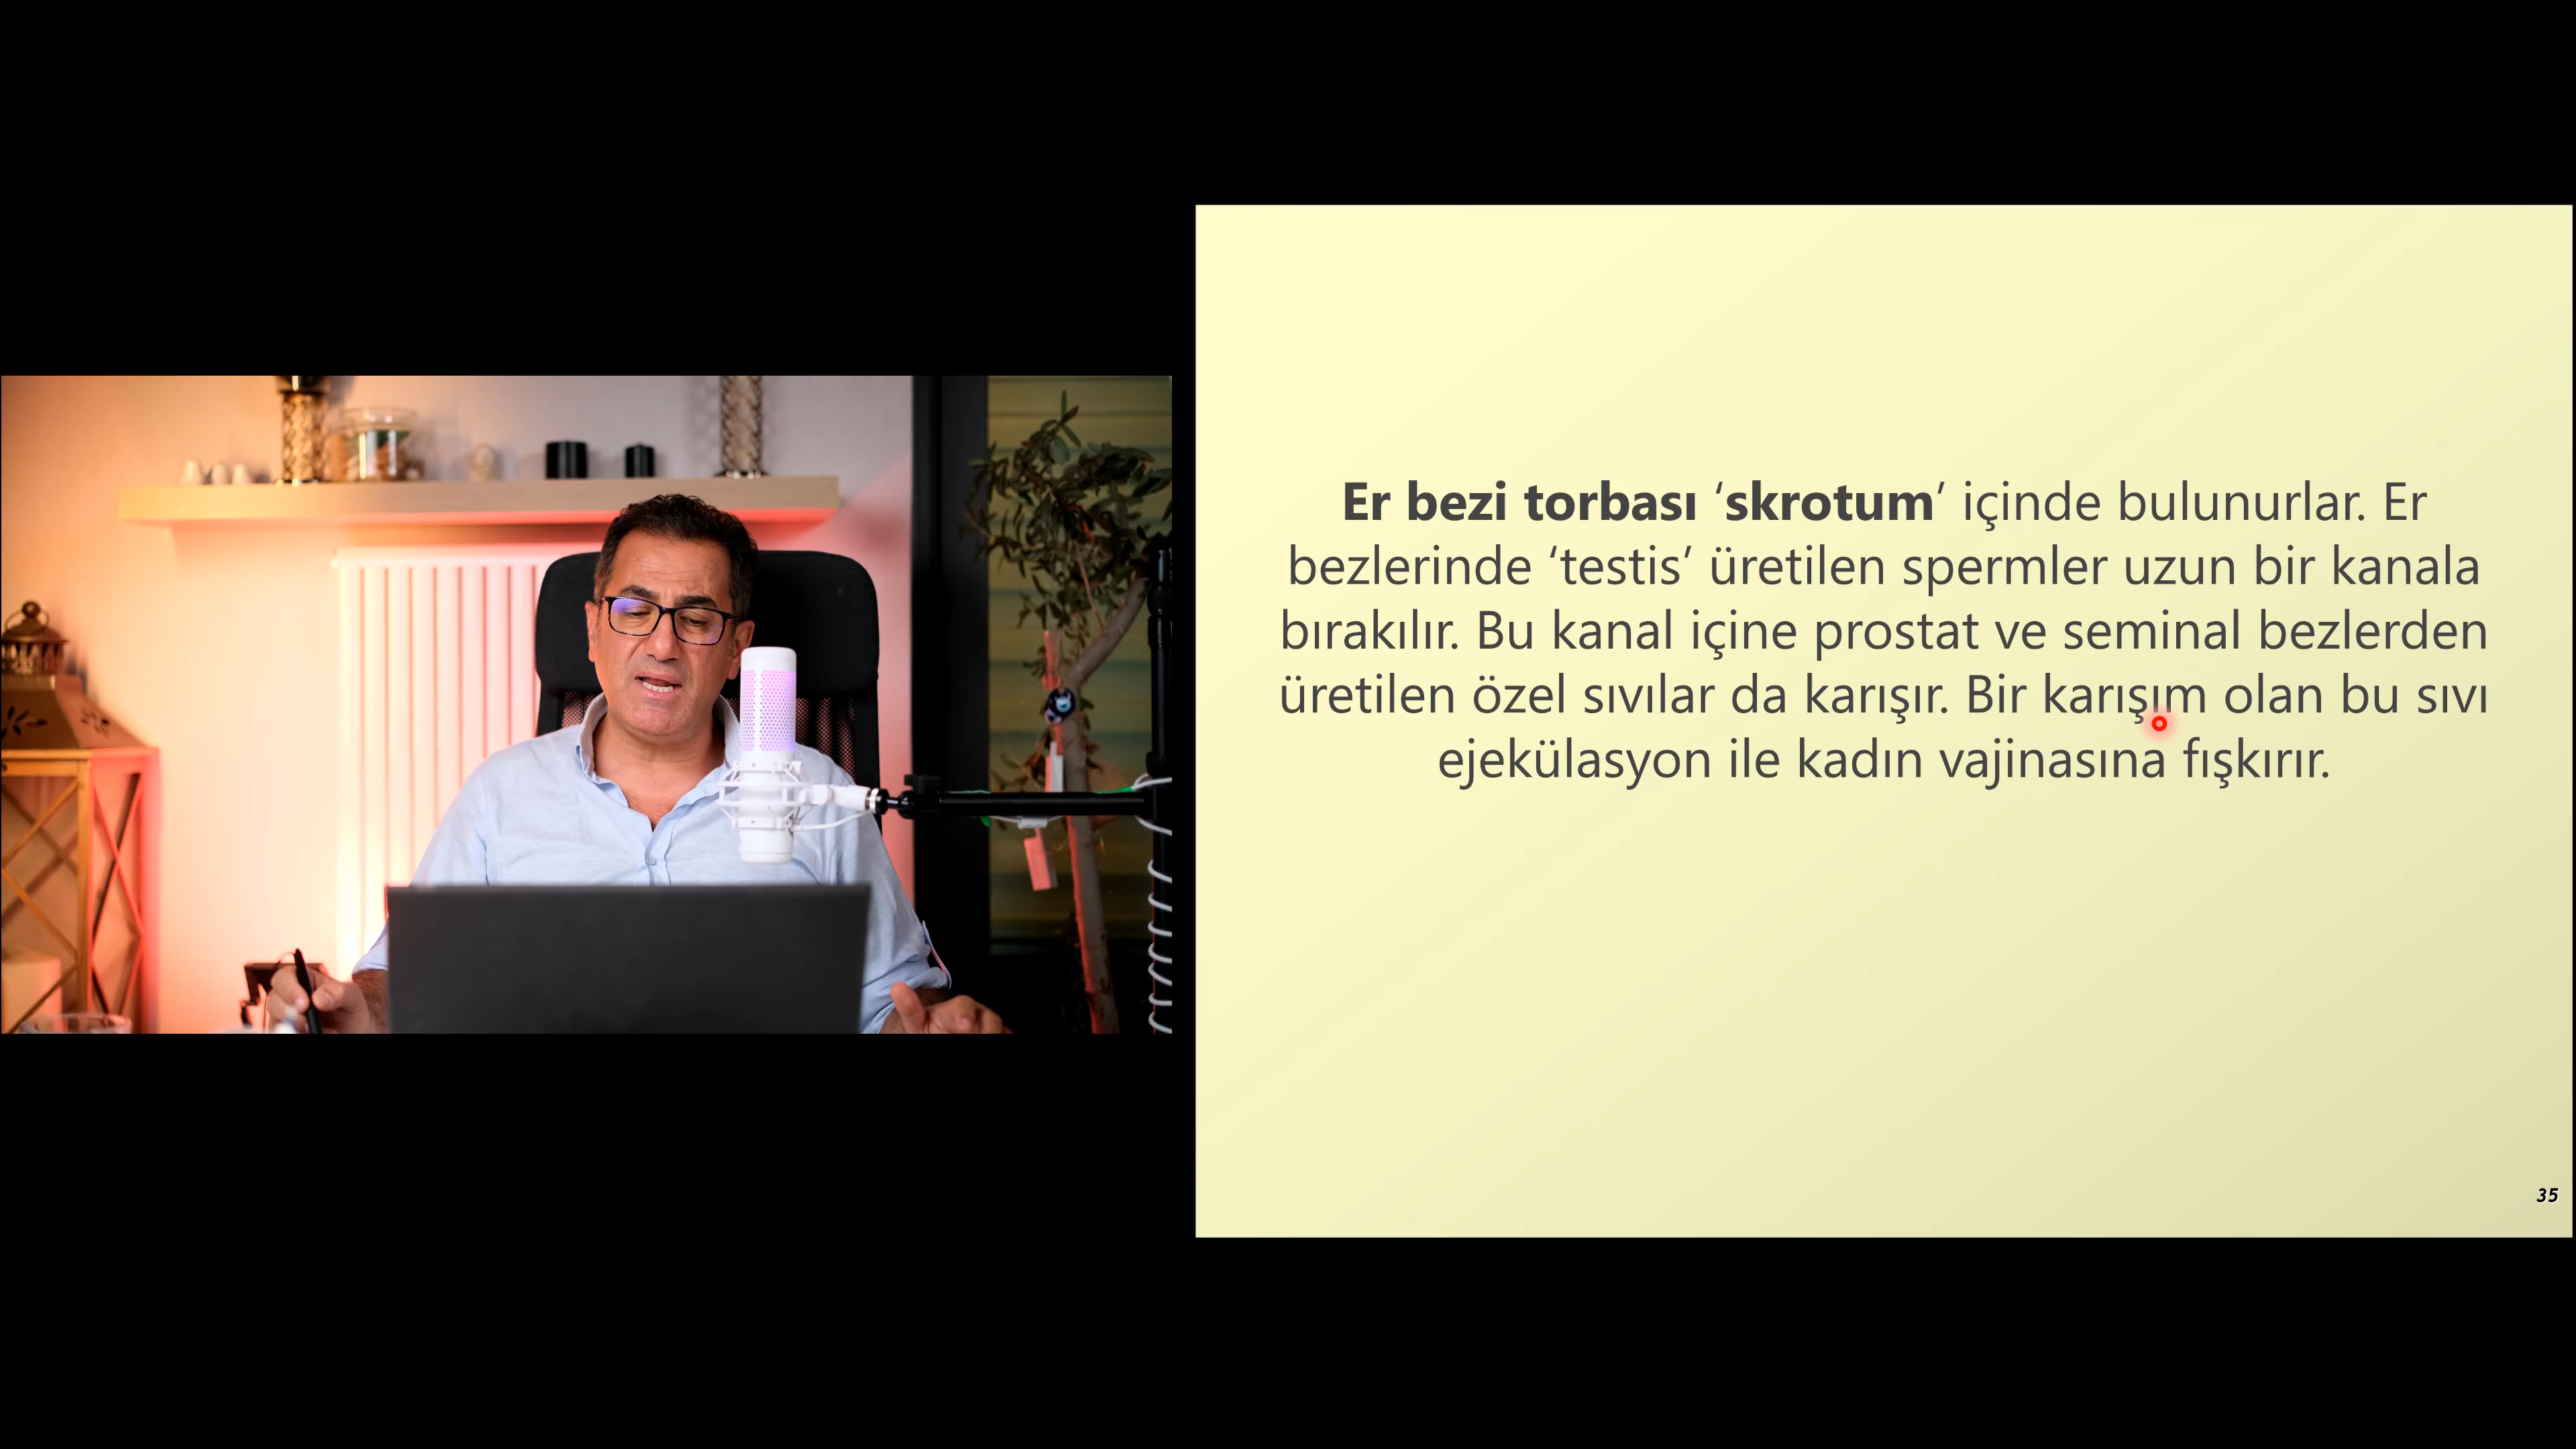 Er bezi torbası ‘skrotum’ içinde bulunurlar. Er
bezlerinde ‘testis’ üretilen spermler uzun bir kanala
bırakılır. Bu kanal içine prostat ve seminal bezlerden
üretilen özel sıvılar da karışır. Bir karışım olan bu sıvı
ejekülasyon ile kadın vajinasına fışkırır.
35